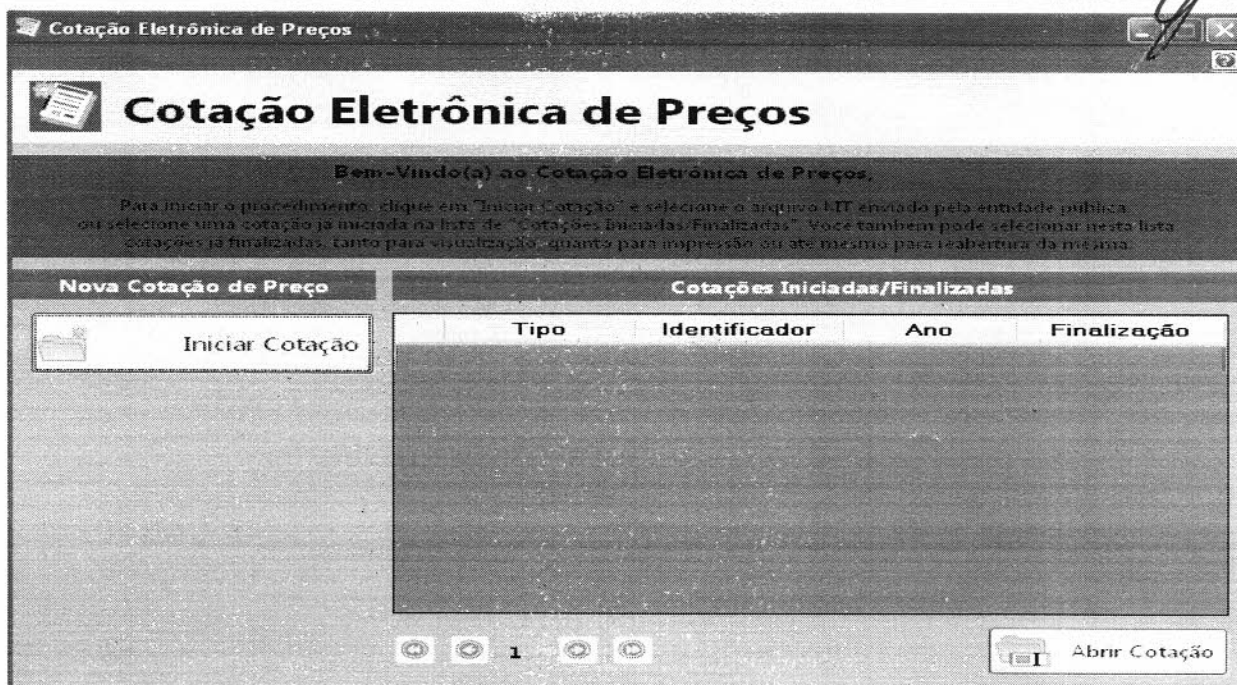 Cotação Eletrônica de Preços
Cotação Eletrônica de Preços
Bem-Vindo(a) ao Cotação Eletrônica de Preços,
Para iniciar o procedimento, clique em "Iniciar Cotação" e selecione o arquivo KIT enviado pela entidade pública
ou selecione uma cotação já iniciada na lista de "Cotações Iniciadas/Finalizadas". Você também pode selecionar nesta lista
cotações já finalizadas, tanto para visualização, quanto para impressão ou até mesmo para reabertura da mesma.
Nova Cotação de Preço
Cotações Iniciadas/Finalizadas
Iniciar Cotação
Tipo Identificador Ano Finalização
1
Abrir Cotação